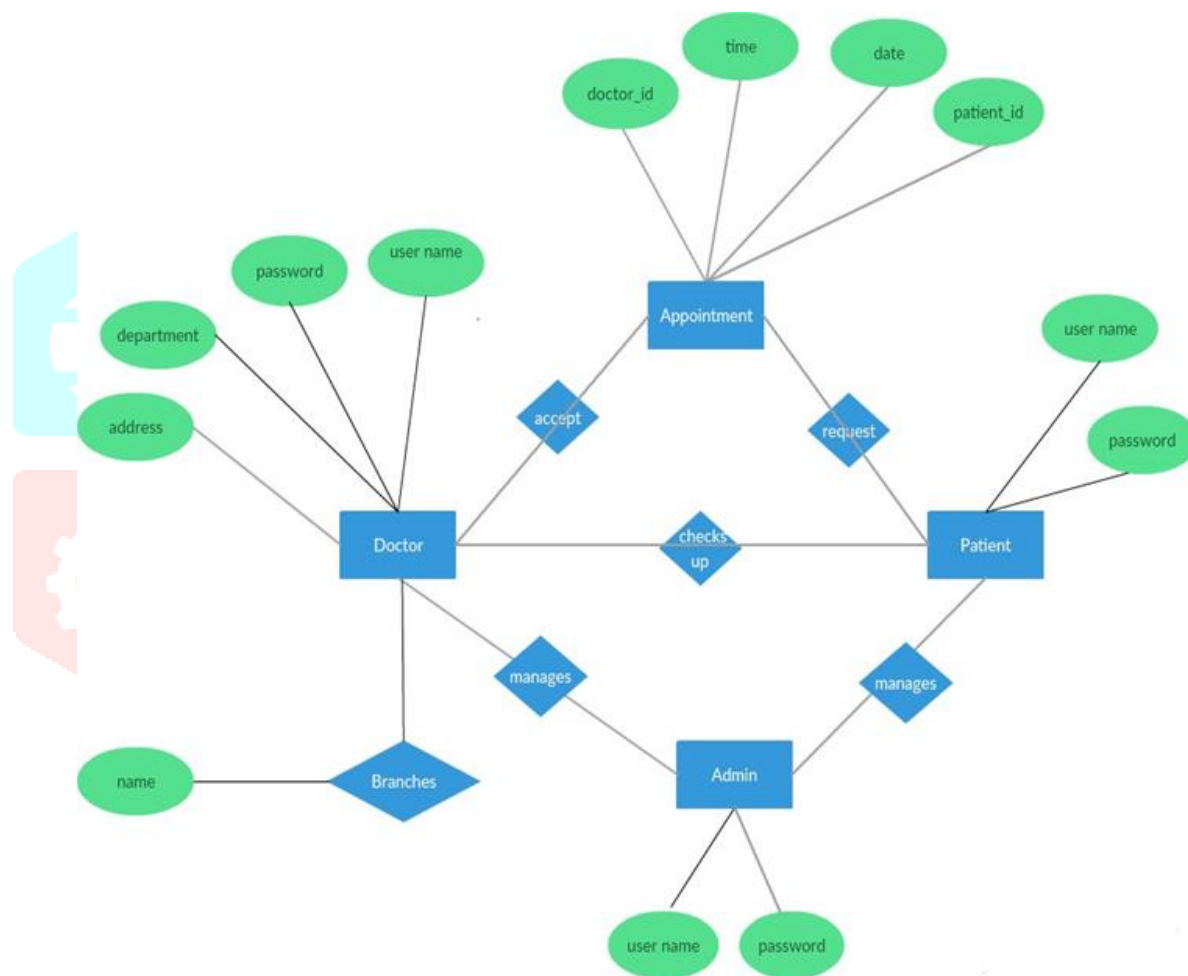 time
date
doctor_id
patient_id
user name
password
department
address
Appointment
user name
password
accept
request
Doctor
checks
up
Patient
manages
manages
name
Branches
Admin
user name
password